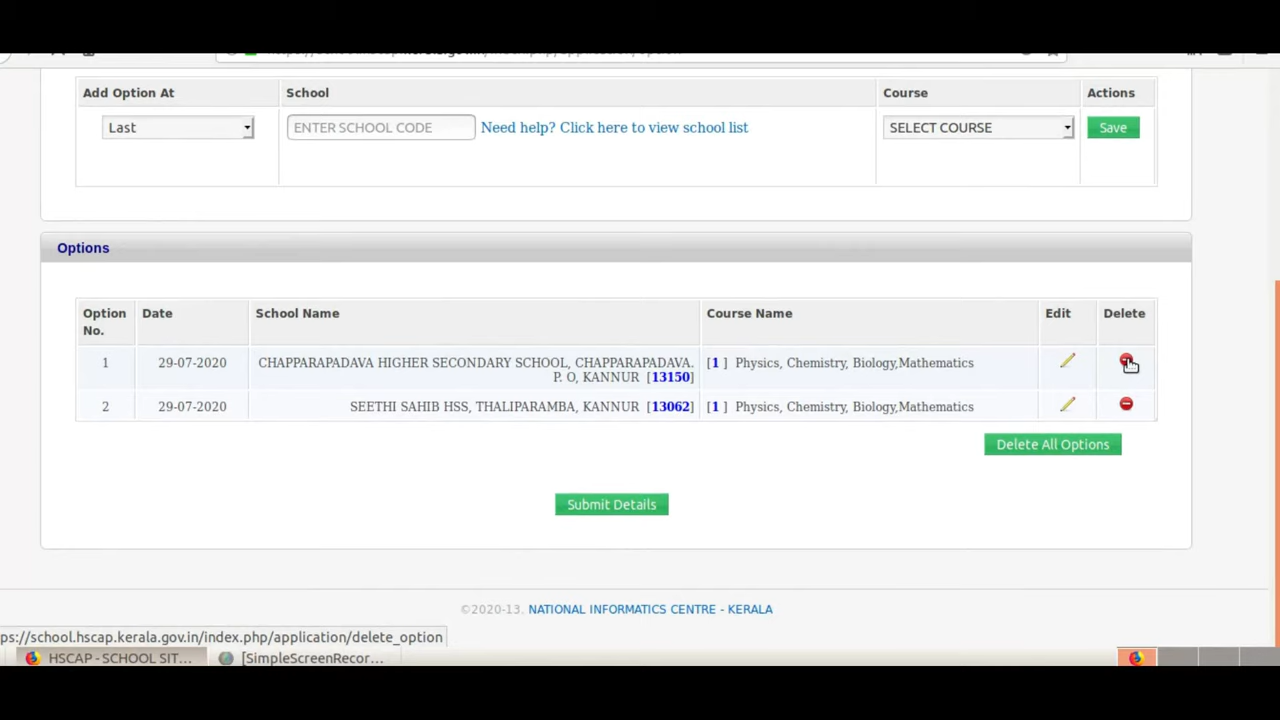 Add Option At School Course Actions
Last ENTER SCHOOL CODE Need help? Click here to view school list SELECT COURSE Save
Options
Option No. Date School Name Course Name Edit Delete
1 29-07-2020 CHAPPARAPADAVA HIGHER SECONDARY SCHOOL, CHAPPARAPADAVA. [1 ] Physics, Chemistry, Biology,Mathematics
P. O, KANNUR [13150]
2 29-07-2020 SEETHI SAHIB HSS, THALIPARAMBA, KANNUR [13062] [1 ] Physics, Chemistry, Biology,Mathematics
Delete All Options
Submit Details
©2020-13. NATIONAL INFORMATICS CENTRE - KERALA
ps://school.hscap.kerala.gov.in/index.php/application/delete_option
HSCAP - SCHOOL SIT... [SimpleScreenRecor...